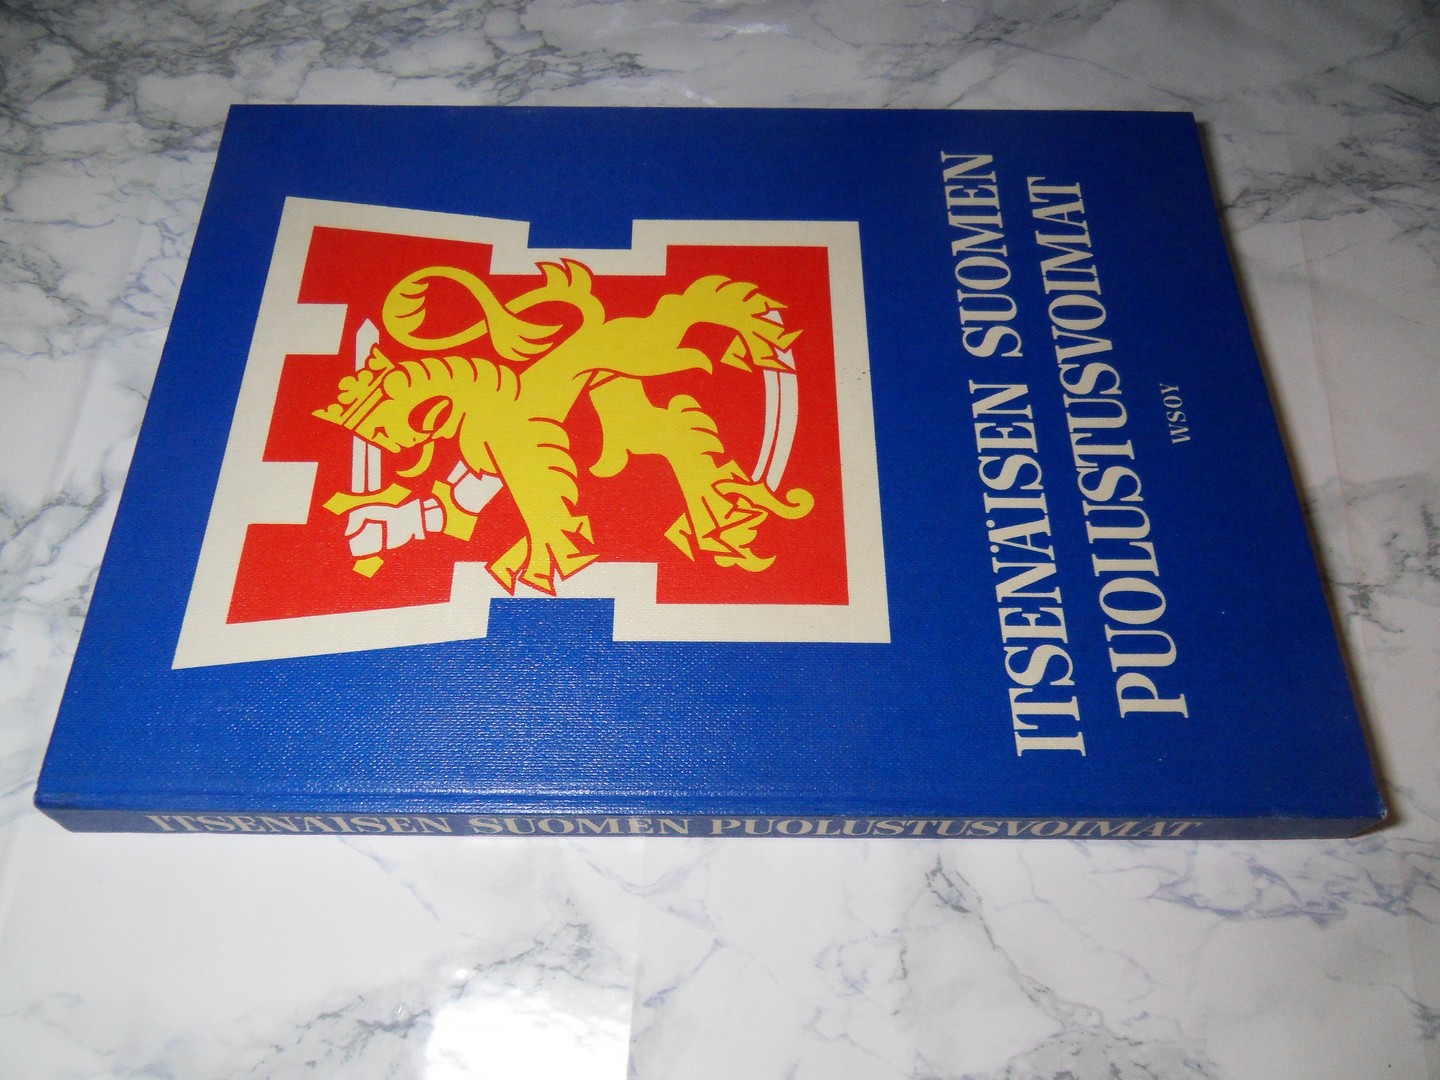 ITSENÄISEN SUOMEN
PUOLUSTUSVOIMAT
WSOY
ITSENÄISEN SUOMEN PUOLUSTUSVOIMAT